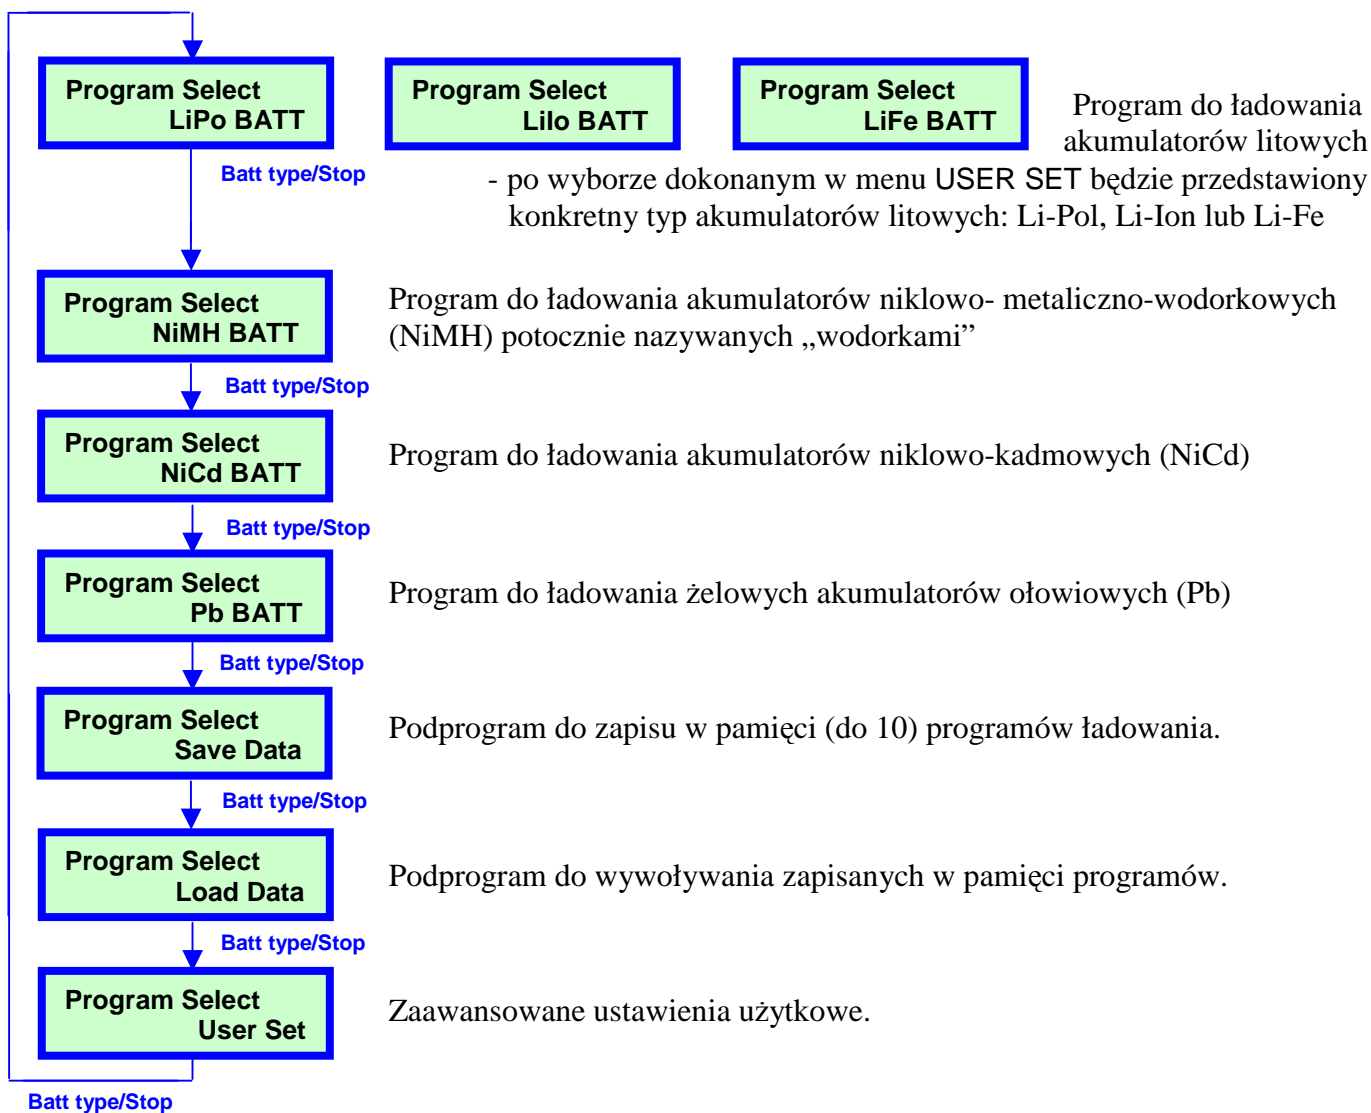 Program Select
LiPo BATT
Program Select
LiIo BATT
Program Select
LiFe BATT
Program do ładowania
akumulatorów litowych
Batt type/Stop
- po wyborze dokonanym w menu USER SET będzie przedstawiony
konkretny typ akumulatorów litowych: Li-Pol, Li-Ion lub Li-Fe
Program Select
NiMH BATT
Program do ładowania akumulatorów niklowo- metaliczno-wodorkowych
(NiMH) potocznie nazywanych „wodorkami”
Batt type/Stop
Program Select
NiCd BATT
Program do ładowania akumulatorów niklowo-kadmowych (NiCd)
Batt type/Stop
Program Select
Pb BATT
Program do ładowania żelowych akumulatorów ołowiowych (Pb)
Batt type/Stop
Program Select
Save Data
Podprogram do zapisu w pamięci (do 10) programów ładowania.
Batt type/Stop
Program Select
Load Data
Podprogram do wywoływania zapisanych w pamięci programów.
Batt type/Stop
Program Select
User Set
Zaawansowane ustawienia użytkowe.
Batt type/Stop